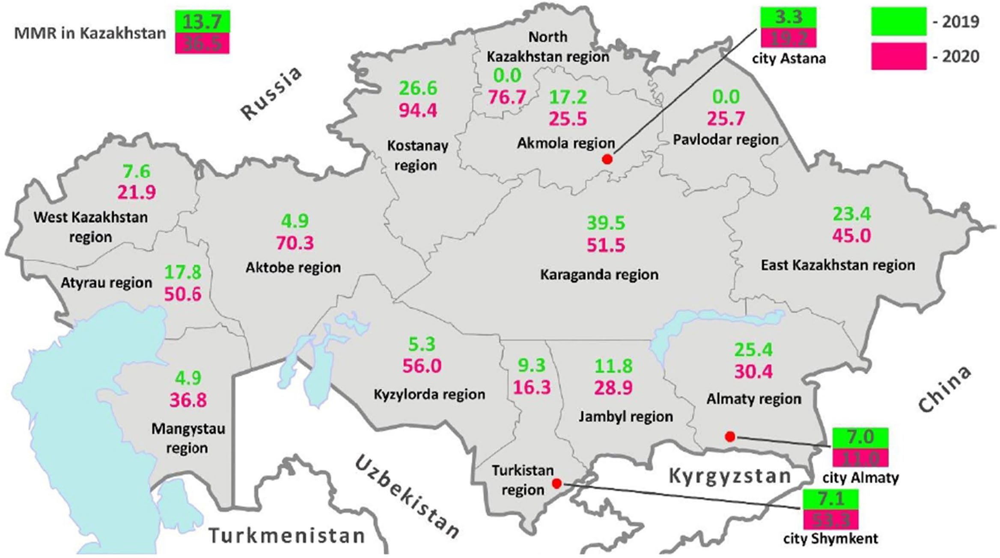 MMR in Kazakhstan
13.7
36.5
3.3
19.2
city Astana
- 2019
- 2020
Russia
North
Kazakhstan region
0.0
76.7
26.6
94.4
Kostanay
region
17.2
25.5
Akmola region
0.0
25.7
Pavlodar region
7.6
21.9
West Kazakhstan
region
4.9
70.3
Aktobe region
39.5
51.5
Karaganda region
23.4
45.0
East Kazakhstan region
Atyrau region
17.8
50.6
4.9
36.8
Mangystau
region
5.3
56.0
Kyzylorda region
9.3
16.3
Turkistan
region
11.8
28.9
Jambyl region
25.4
30.4
Almaty region
China
7.0
11.0
city Almaty
Kyrgyzstan
7.1
53.3
city Shymkent
Uzbekistan
Turkmenistan